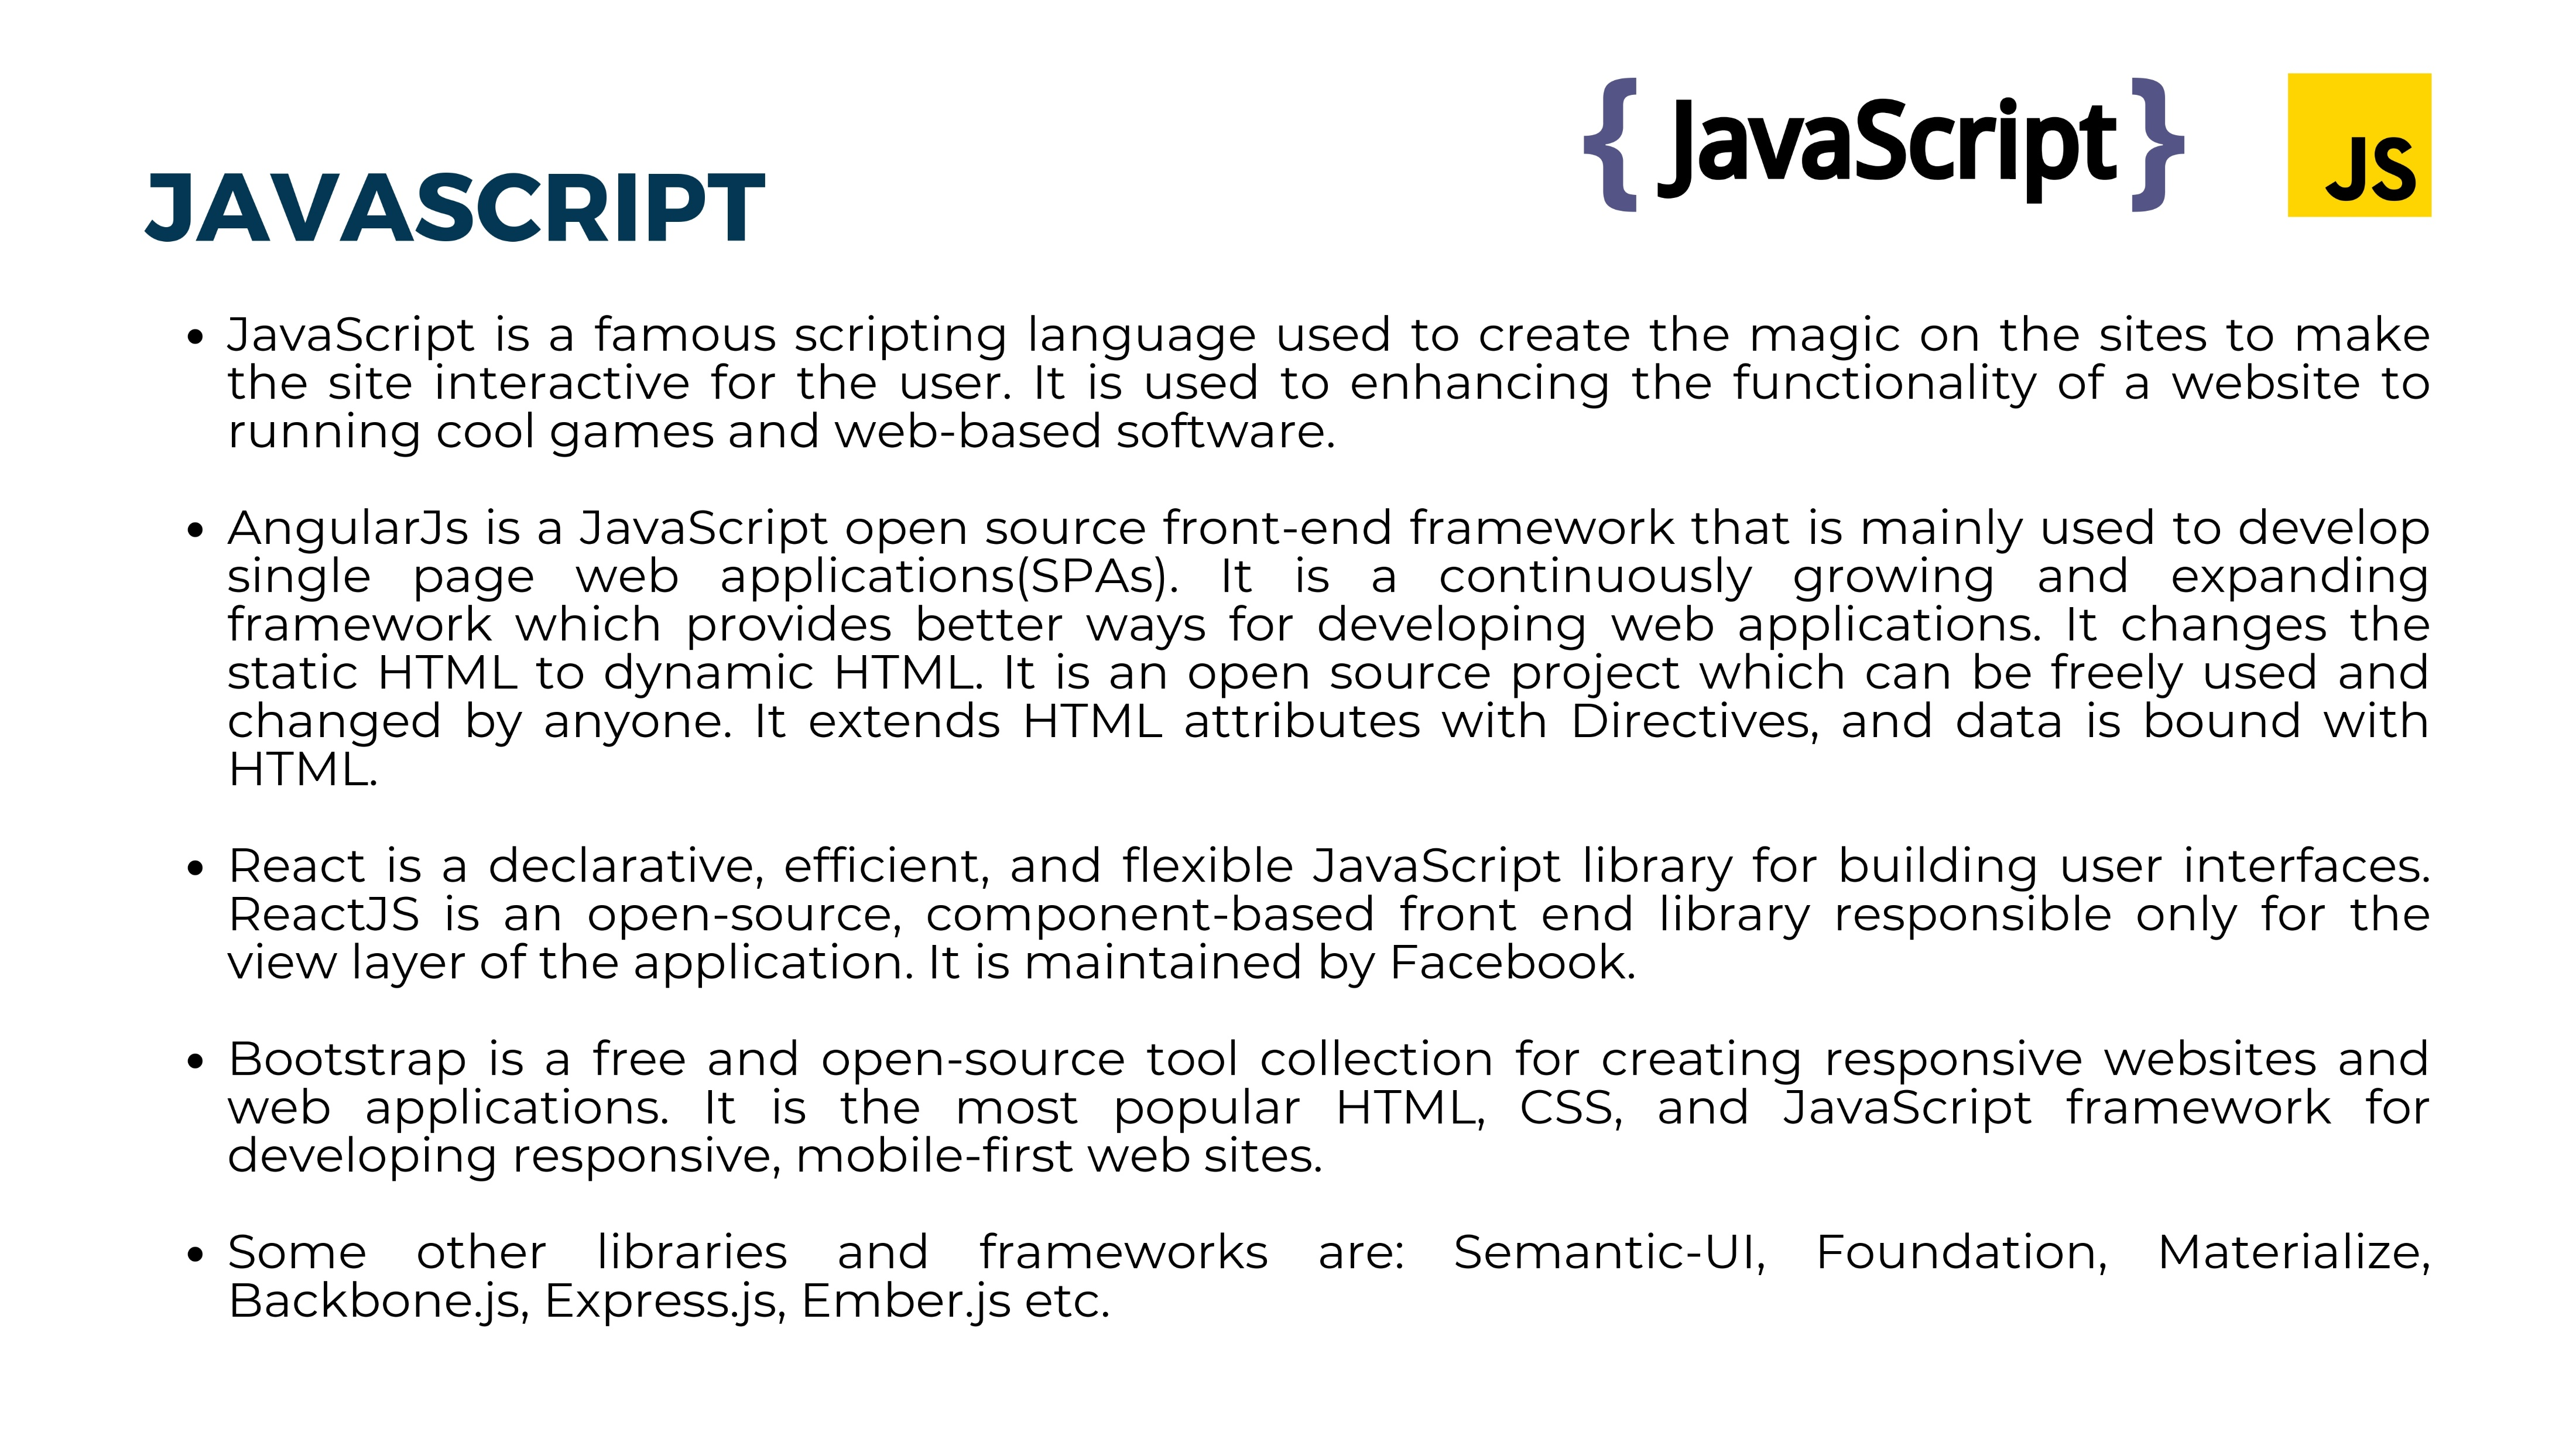 { JavaScript }
JS
JAVASCRIPT
• JavaScript is a famous scripting language used to create the magic on the sites to make
the site interactive for the user. It is used to enhancing the functionality of a website to
running cool games and web-based software.
• AngularJs is a JavaScript open source front-end framework that is mainly used to develop
single page web applications(SPAs). It is a continuously growing and expanding
framework which provides better ways for developing web applications. It changes the
static HTML to dynamic HTML. It is an open source project which can be freely used and
changed by anyone. It extends HTML attributes with Directives, and data is bound with
HTML.
• React is a declarative, efficient, and flexible JavaScript library for building user interfaces.
ReactJS is an open-source, component-based front end library responsible only for the
view layer of the application. It is maintained by Facebook.
• Bootstrap is a free and open-source tool collection for creating responsive websites and
web applications. It is the most popular HTML, CSS, and JavaScript framework for
developing responsive, mobile-first web sites.
• Some other libraries and frameworks are: Semantic-UI, Foundation, Materialize,
Backbone.js, Express.js, Ember.js etc.